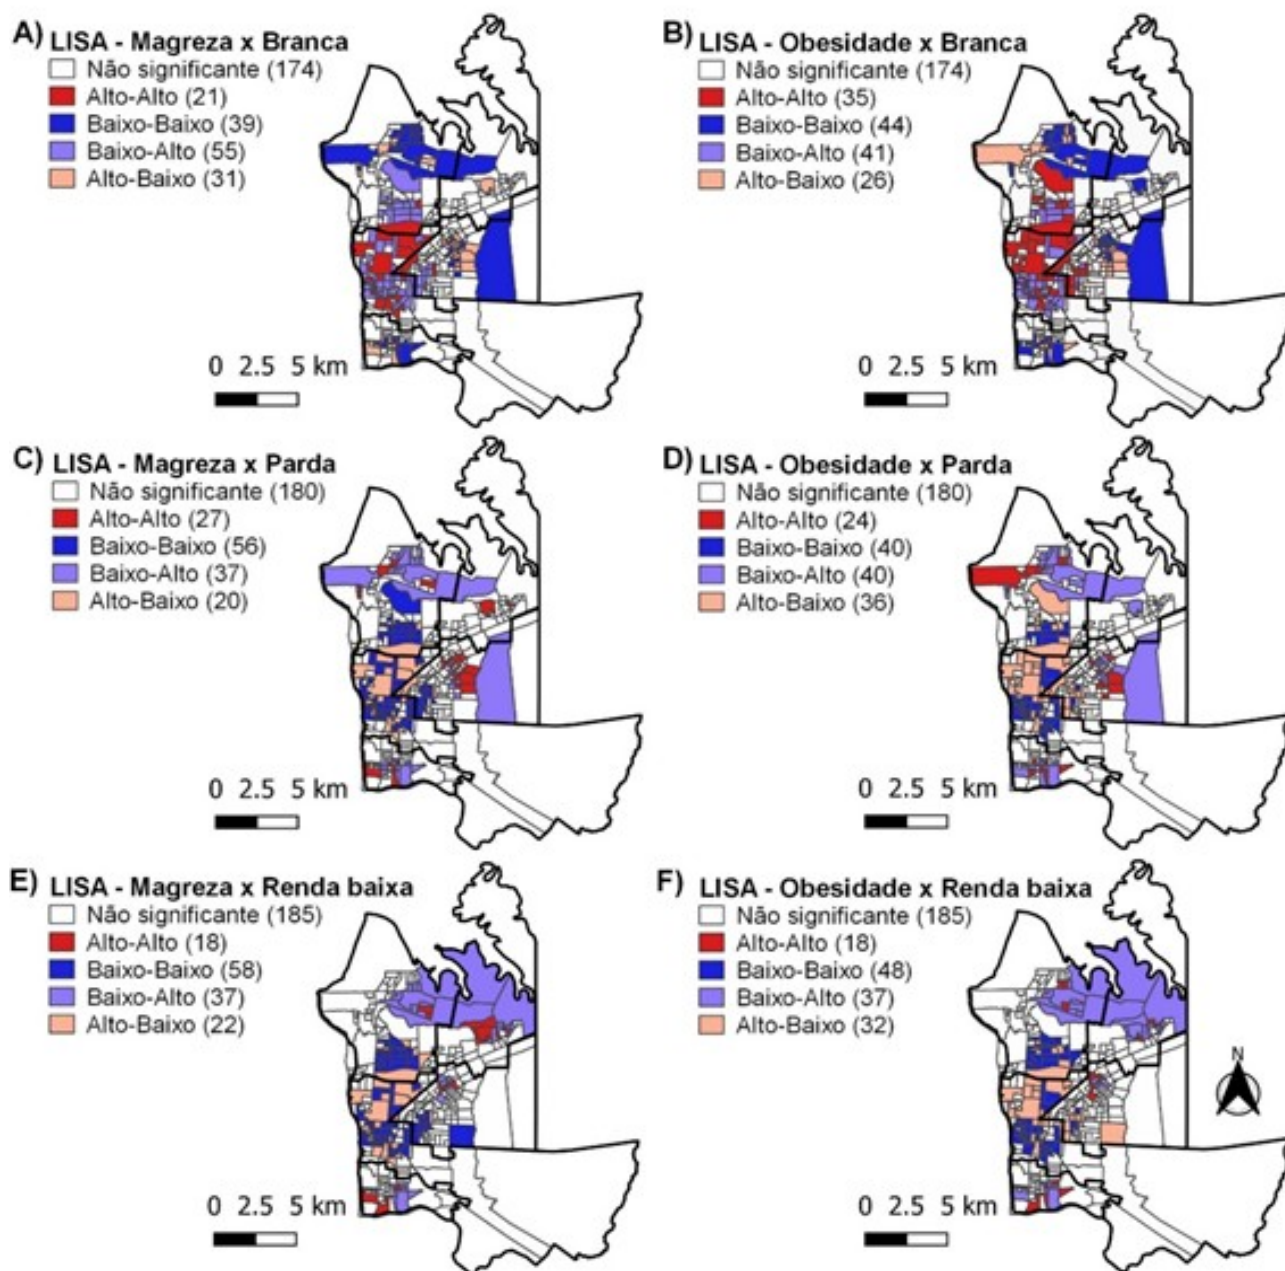 A) LISA - Magreza x Branca
Não significante (174)
Alto-Alto (21)
Baixo-Baixo (39)
Baixo-Alto (55)
Alto-Baixo (31)
0 2.5 5 km
B) LISA - Obesidade x Branca
Não significante (174)
Alto-Alto (35)
Baixo-Baixo (44)
Baixo-Alto (41)
Alto-Baixo (26)
0 2.5 5 km
C) LISA - Magreza x Parda
Não significante (180)
Alto-Alto (27)
Baixo-Baixo (56)
Baixo-Alto (37)
Alto-Baixo (20)
0 2.5 5 km
D) LISA - Obesidade x Parda
Não significante (180)
Alto-Alto (24)
Baixo-Baixo (40)
Baixo-Alto (40)
Alto-Baixo (36)
0 2.5 5 km
E) LISA - Magreza x Renda baixa
Não significante (185)
Alto-Alto (18)
Baixo-Baixo (58)
Baixo-Alto (37)
Alto-Baixo (22)
0 2.5 5 km
F) LISA - Obesidade x Renda baixa
Não significante (185)
Alto-Alto (18)
Baixo-Baixo (48)
Baixo-Alto (37)
Alto-Baixo (32)
N
0 2.5 5 km